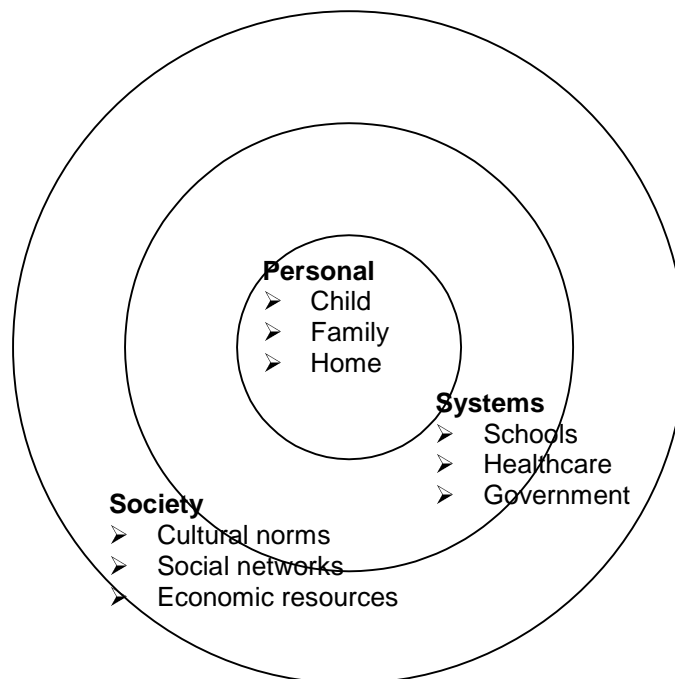 Personal
➢ Child
➢ Family
➢ Home
Systems
➢ Schools
➢ Healthcare
➢ Government
Society
➢ Cultural norms
➢ Social networks
➢ Economic resources